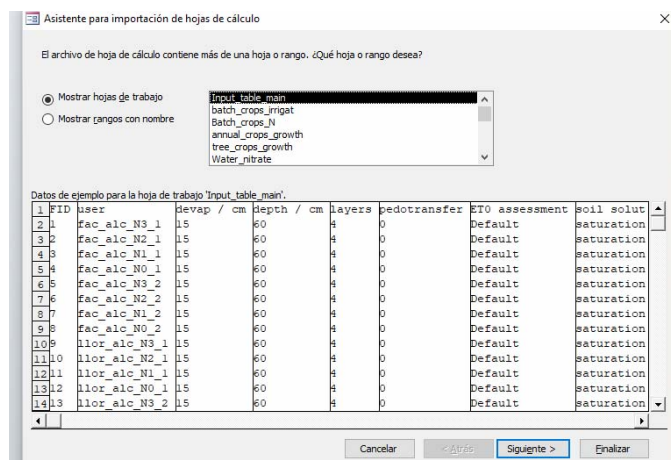 Asistente para importación de hojas de cálculo
El archivo de hoja de cálculo contiene más de una hoja o rango. ¿Qué hoja o rango desea?
Mostrar hojas de trabajo
Mostrar rangos con nombre
Input_table_main
batch_crops_irrigat
Batch_crops_N
annual_crops_growth
tree_crops_growth
Water_nitrate
Datos de ejemplo para la hoja de trabajo 'Input_table_main'.
1 FID user devap / cm depth / cm layers pedotransfer ET0 assessment soil solut
2 1 fac_alc_N3_1 15 60 4 0 Default saturation
3 2 fac_alc_N2_1 15 60 4 0 Default saturation
4 3 fac_alc_N1_1 15 60 4 0 Default saturation
5 4 fac_alc_N0_1 15 60 4 0 Default saturation
6 5 fac_alc_N3_2 15 60 4 0 Default saturation
7 6 fac_alc_N2_2 15 60 4 0 Default saturation
8 7 fac_alc_N1_2 15 60 4 0 Default saturation
9 8 fac_alc_N0_2 15 60 4 0 Default saturation
10 9 llor_alc_N3_1 15 60 4 0 Default saturation
11 10 llor_alc_N2_1 15 60 4 0 Default saturation
12 11 llor_alc_N1_1 15 60 4 0 Default saturation
13 12 llor_alc_N0_1 15 60 4 0 Default saturation
14 13 llor_alc_N3_2 15 60 4 0 Default saturation
Cancelar < Atrás Siguiente > Finalizar